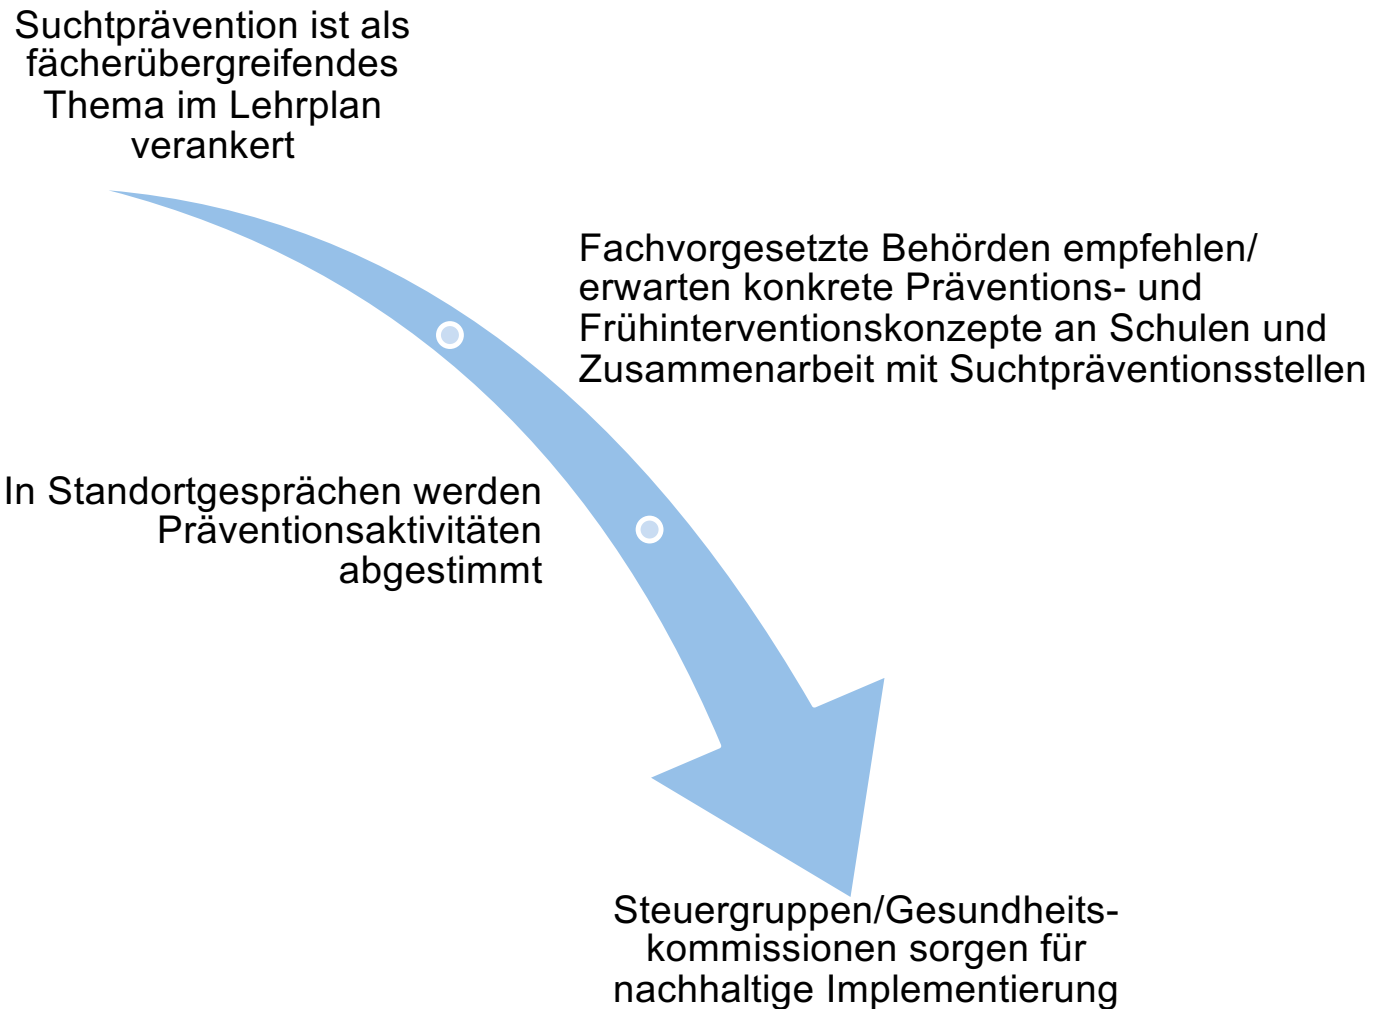 Suchtprävention ist als
fächerübergreifendes
Thema im Lehrplan
verankert
Fachvorgesetzte Behörden empfehlen/
erwarten konkrete Präventions- und
Frühinterventionskonzepte an Schulen und
Zusammenarbeit mit Suchtpräventionsstellen
In Standortgesprächen werden
Präventionsaktivitäten
abgestimmt
Steuergruppen/Gesundheits-
kommissionen sorgen für
nachhaltige Implementierung